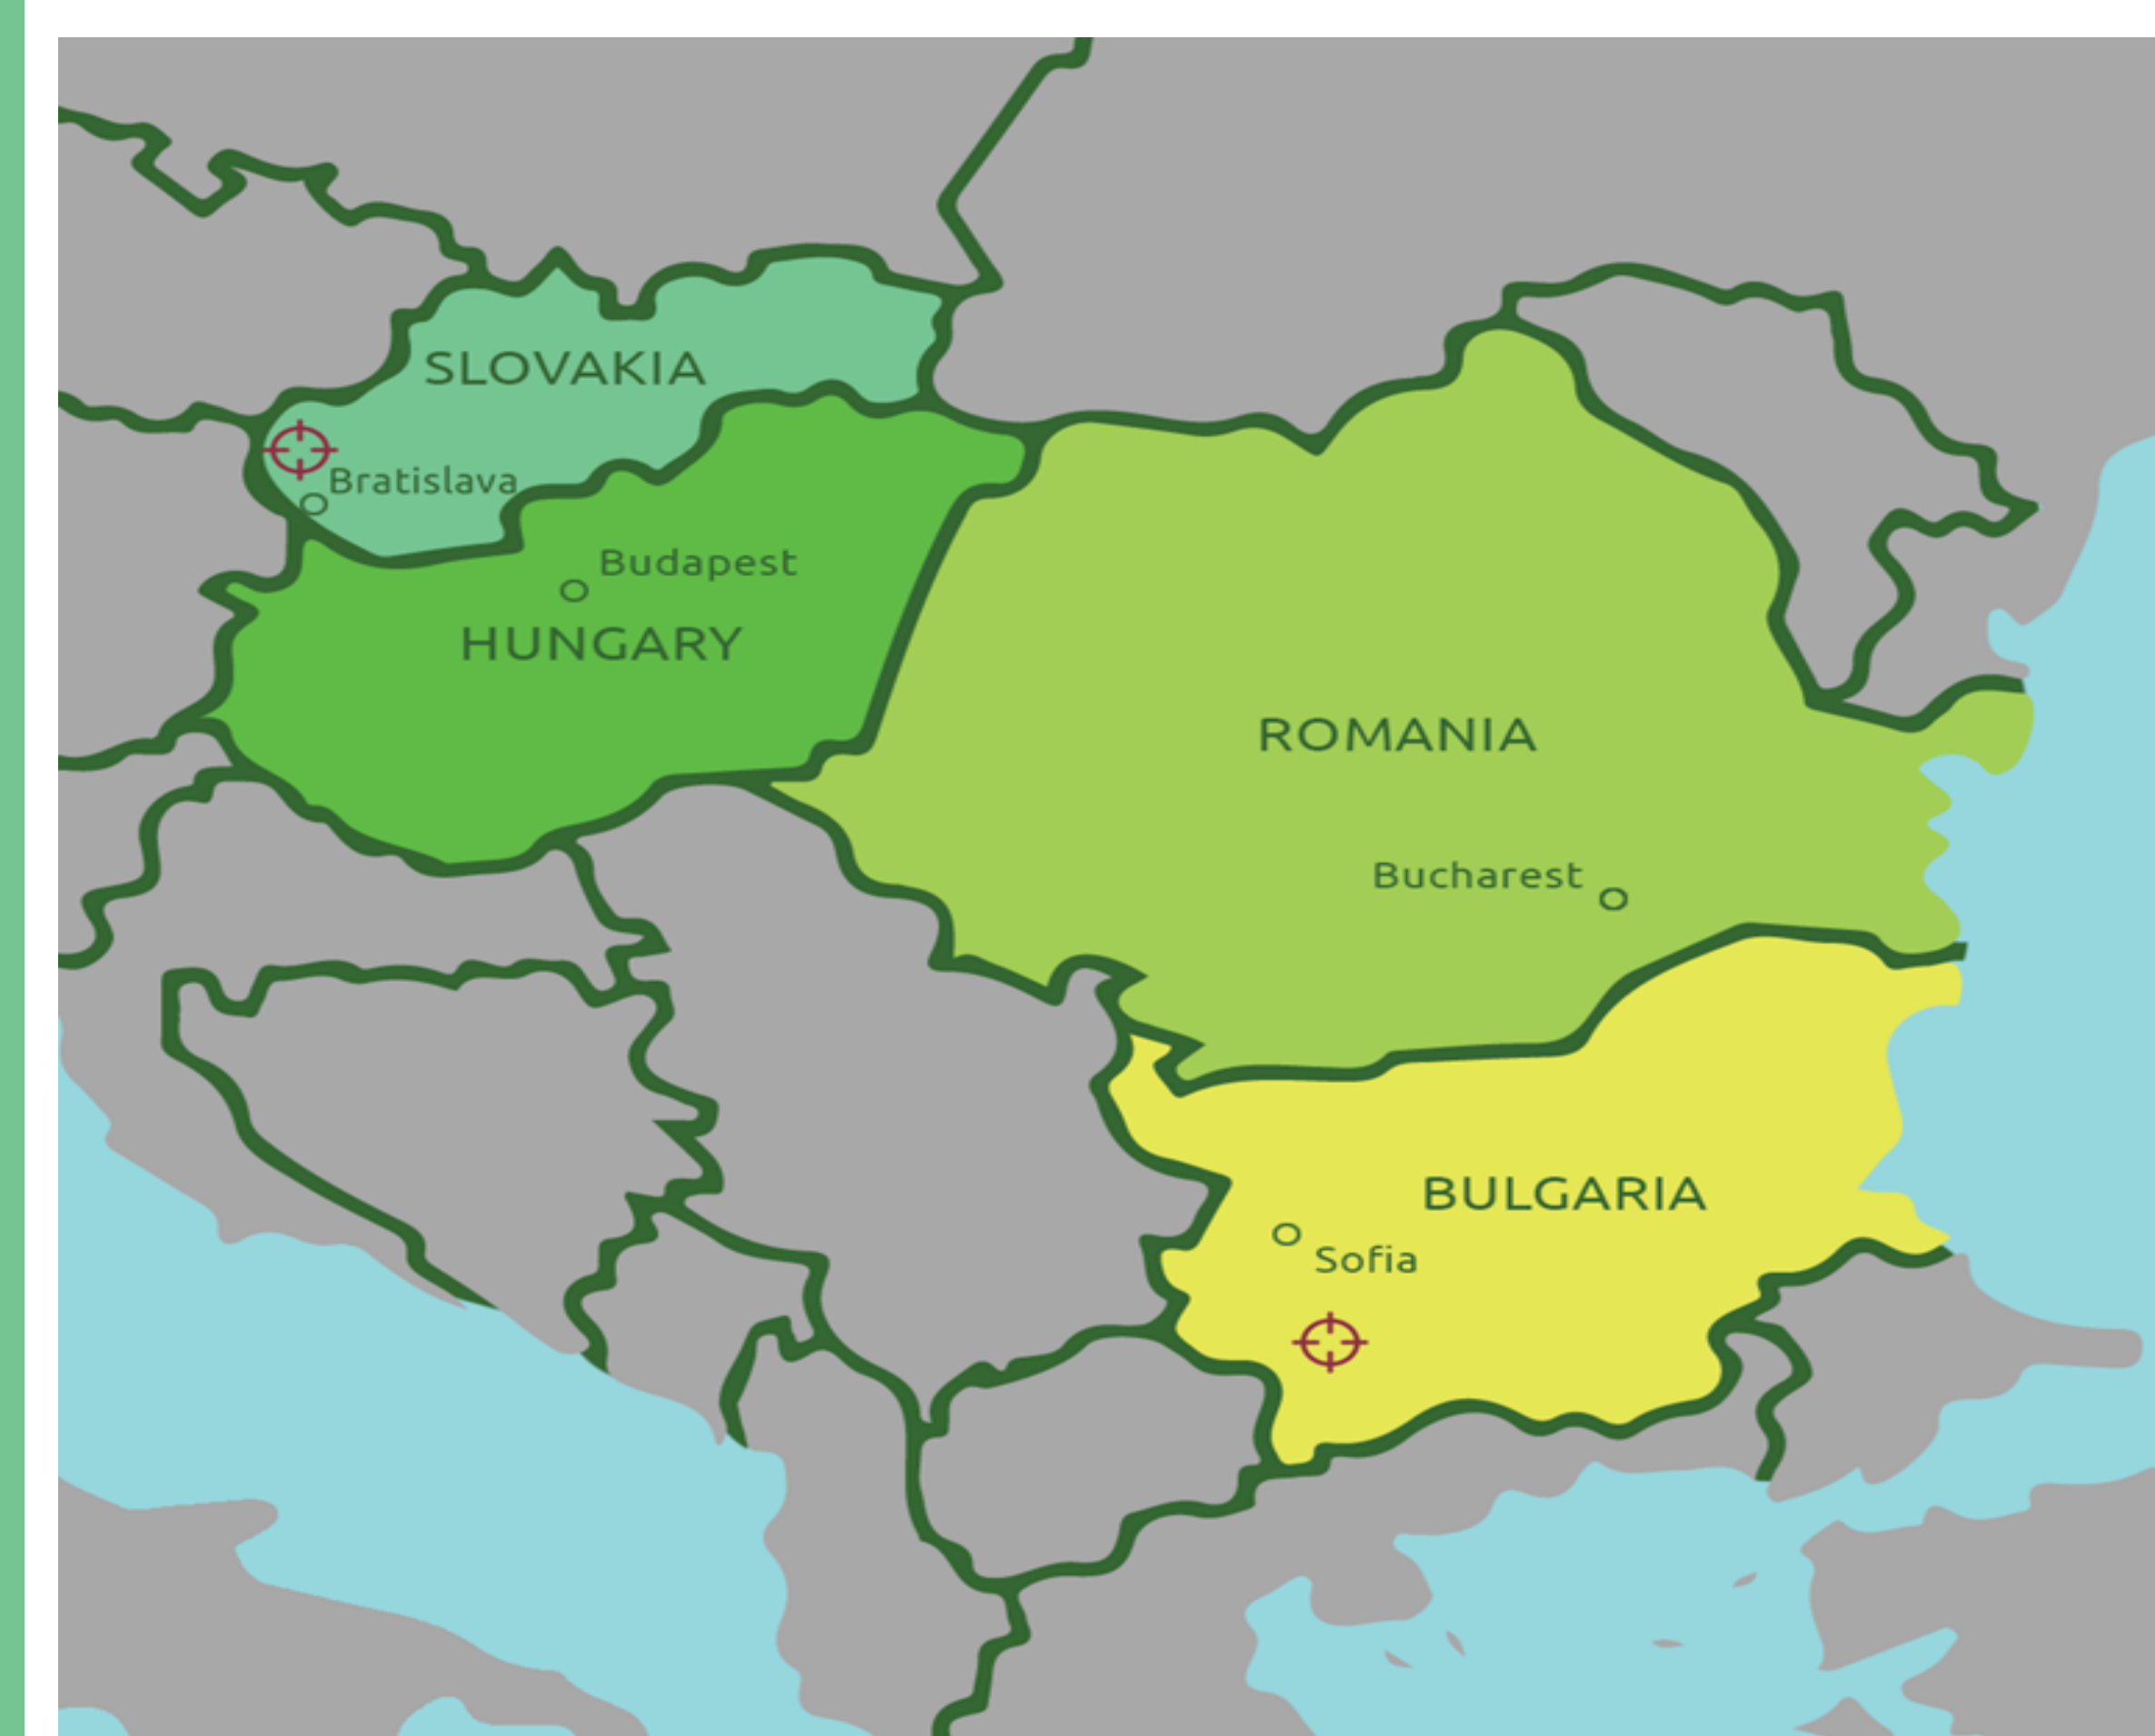 SLOVAKIA
Bratislava
Budapest
HUNGARY
ROMANIA
Bucharest
BULGARIA
Sofia